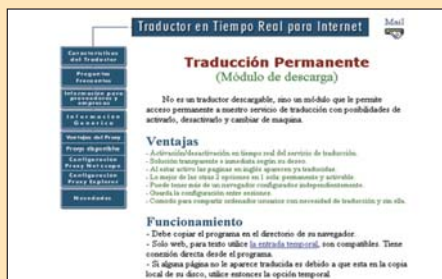 Traductor en Tiempo Real para Internet
Mail
Características
del Traductor
Preguntas
Frecuentes
Información para
proveedores y
empresas
Información
Generica
Ventajas del Proxy
Proxys disponibles
Configuración
Proxy Netscape
Configuración
Proxy Explorer
Novedades
Traducción Permanente
(Módulo de descarga)
No es un traductor descargable, sino un módulo que le permite
acceso permanente a nuestro servicio de traducción con posibilidades de
activarlo, desactivarlo y cambiar de maquina.
Ventajas
- Activación/desactivación en tiempo real del servicio de traducción.
- Solución transparente e inmediata según su deseo.
- Al estar activo las paginas en inglés aparecen ya traducidas.
- Lo mejor de las otras 2 opciones en 1 sola: permanente y activable.
- Puede tener más de un navegador configurados independientemente.
- Guarda la configuración entre sesiones.
- Comodo para compartir ordenador usuarios con necesidad de traducción y sin ella.
Funcionamiento
- Debe copiar el programa en el directorio de su navegador.
- Solo web, para texto utilice la entrada temporal, son compatibles. Tiene
conexión directa desde el programa.
- Si alguna página no le aparece traducida es debido a que esta en la copia
local de su disco, utilice entonces la opción temporal